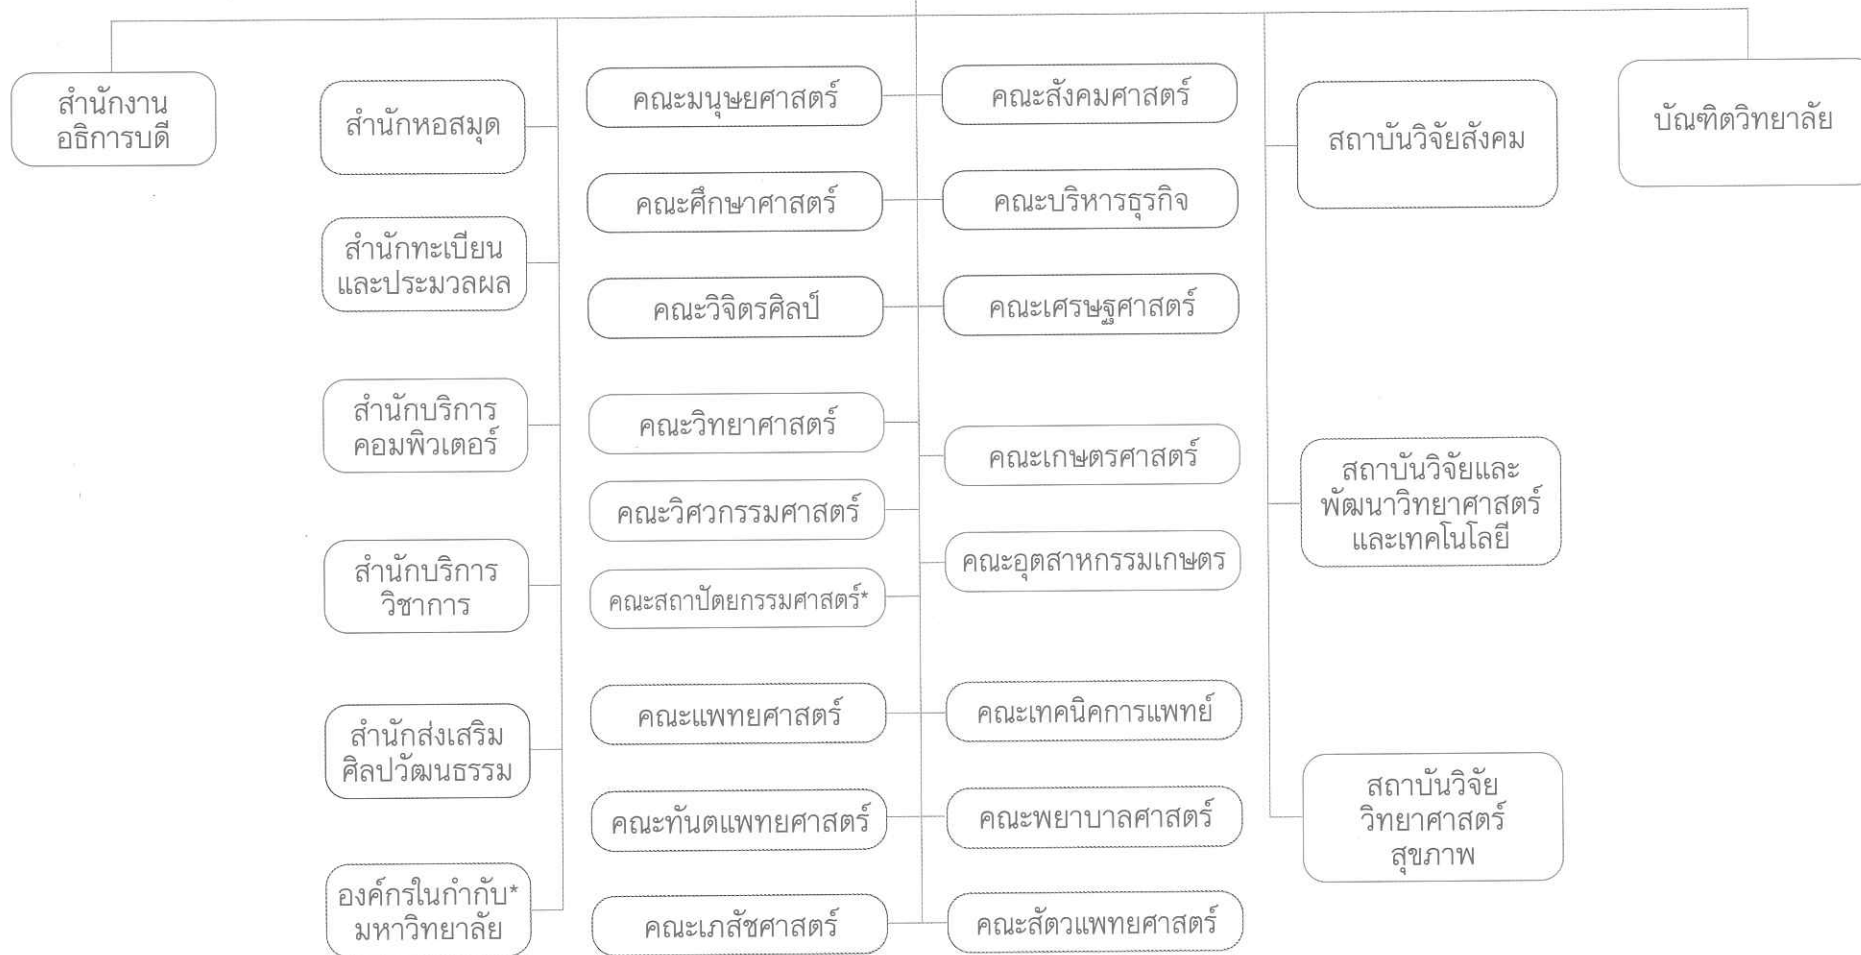 สำนักงาน
อธิการบดี
สำนักหอสมุด
สำนักทะเบียน
และประมวลผล
สำนักบริการ
คอมพิวเตอร์
สำนักบริการ
วิชาการ
สำนักส่งเสริม
ศิลปวัฒนธรรม
องค์กรในกำกับ*
มหาวิทยาลัย
คณะมนุษยศาสตร์
คณะสังคมศาสตร์
คณะศึกษาศาสตร์
คณะบริหารธุรกิจ
คณะวิจิตรศิลป์
คณะเศรษฐศาสตร์
คณะวิทยาศาสตร์
คณะเกษตรศาสตร์
คณะวิศวกรรมศาสตร์
คณะอุตสาหกรรมเกษตร
คณะสถาปัตยกรรมศาสตร์*
คณะแพทยศาสตร์
คณะเทคนิคการแพทย์
คณะทันตแพทยศาสตร์
คณะพยาบาลศาสตร์
คณะเภสัชศาสตร์
คณะสัตวแพทยศาสตร์
สถาบันวิจัยสังคม
สถาบันวิจัยและ
พัฒนาวิทยาศาสตร์
และเทคโนโลยี
สถาบันวิจัย
วิทยาศาสตร์
สุขภาพ
บัณฑิตวิทยาลัย